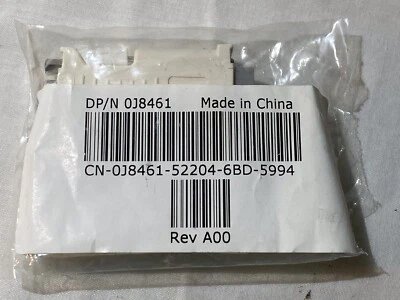 DP/N 0J8461 Made in China
CN-0J8461-52204-6BD-5994
Rev A00